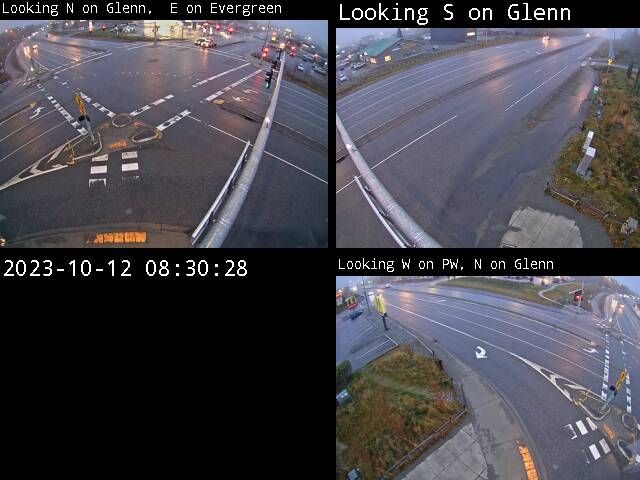 Looking N on Glenn, E on Evergreen
Looking S on Glenn
2023-10-12 08:30:28
Looking W on PW, N on Glenn